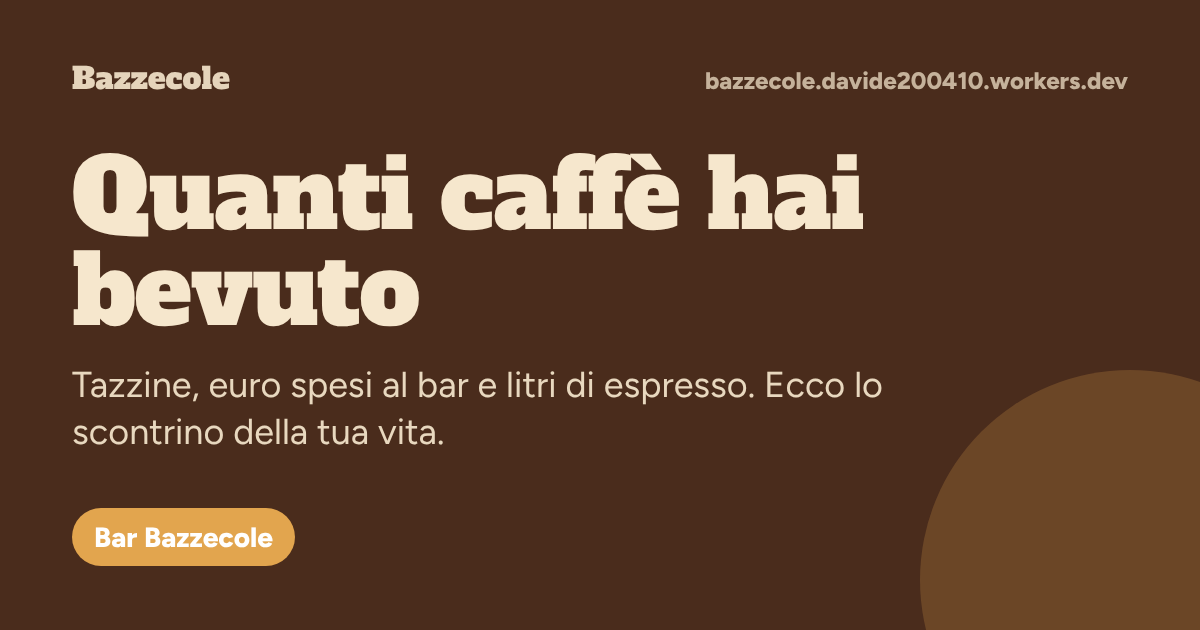 Bazzecole
bazzecole.davide200410.workers.dev
Quanti caffè hai
bevuto
Tazzine, euro spesi al bar e litri di espresso. Ecco lo
scontrino della tua vita.
Bar Bazzecole